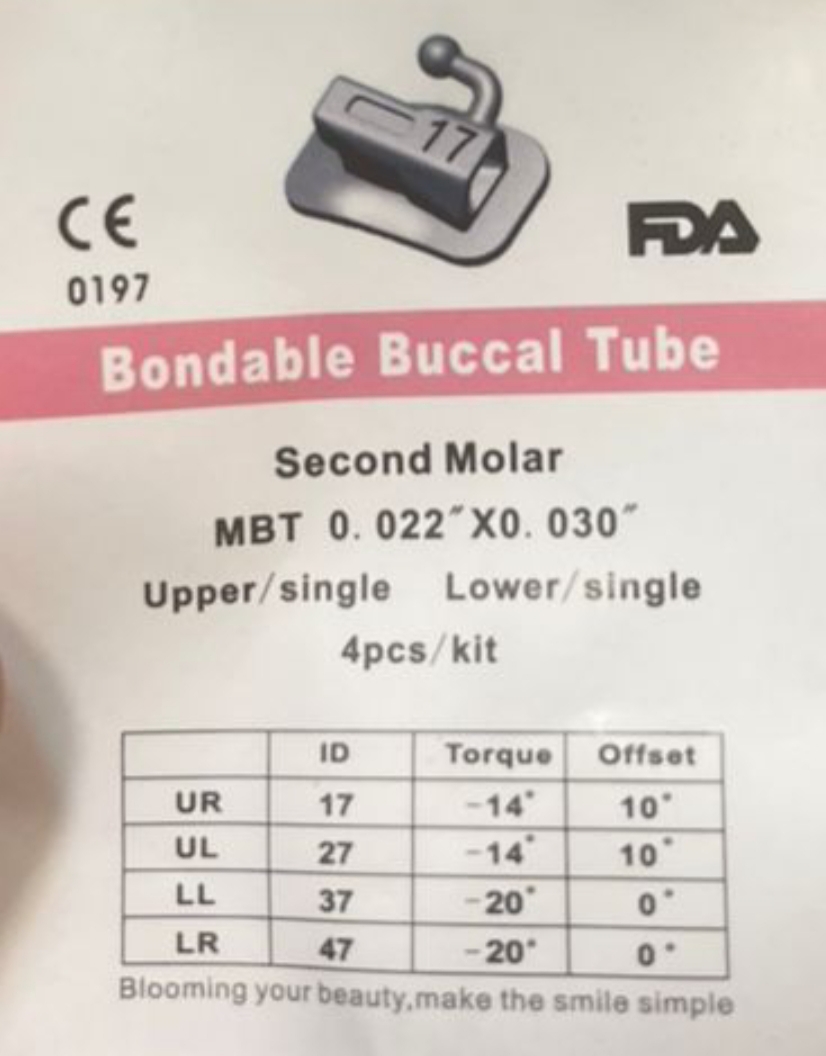 17
CE
0197
FDA
Bondable Buccal Tube
Second Molar
MBT 0.022″X0.030″
Upper/single Lower/single
4pcs/kit
ID Torque Offset
UR 17 -14° 10°
UL 27 -14° 10°
LL 37 -20° 0°
LR 47 -20° 0°
Blooming your beauty,make the smile simple